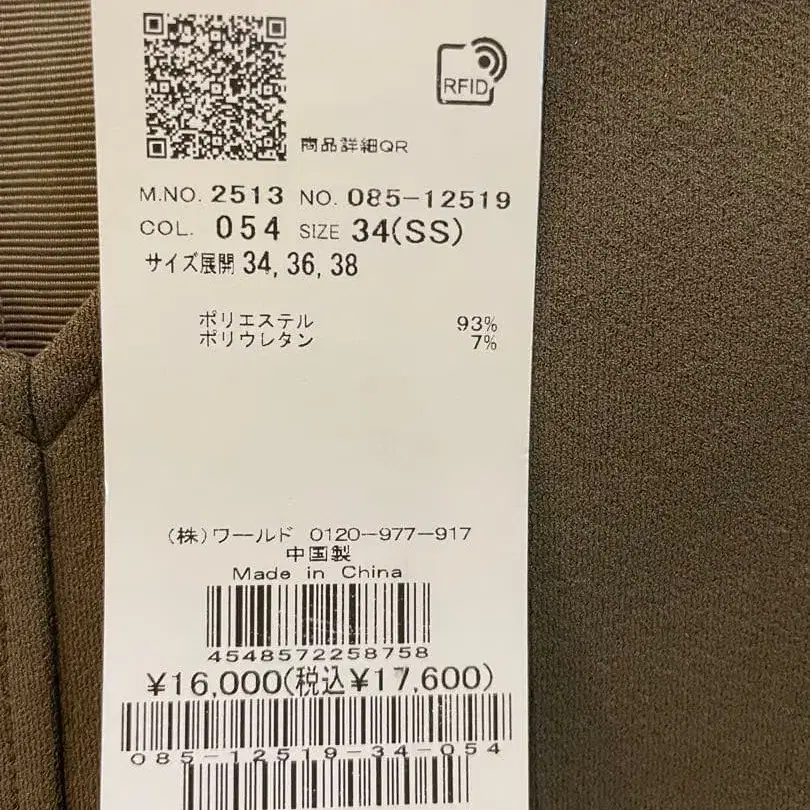 RFID
商品詳細QR
M.NO. 2513 NO. 085-12519
COL. 054 SIZE 34(SS)
サイズ展開 34, 36, 38
ポリエステル 93%
ポリウレタン 7%
(株)ワールド 0120-977-917
中国製
Made in China
4548572258758
¥16,000(税込¥17,600)
085-12519-34-054